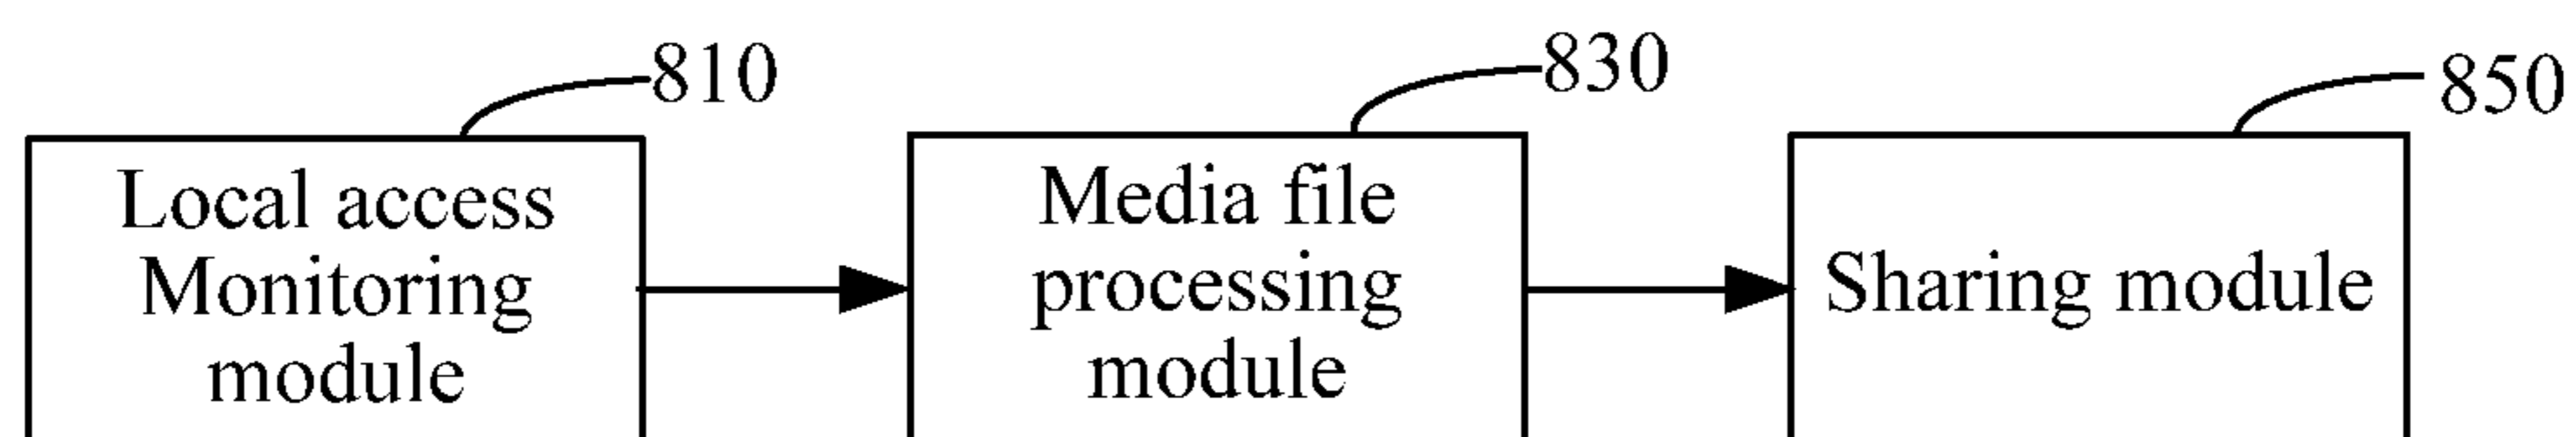 810
830
850
Local access
Monitoring
module
Media file
processing
module
Sharing module